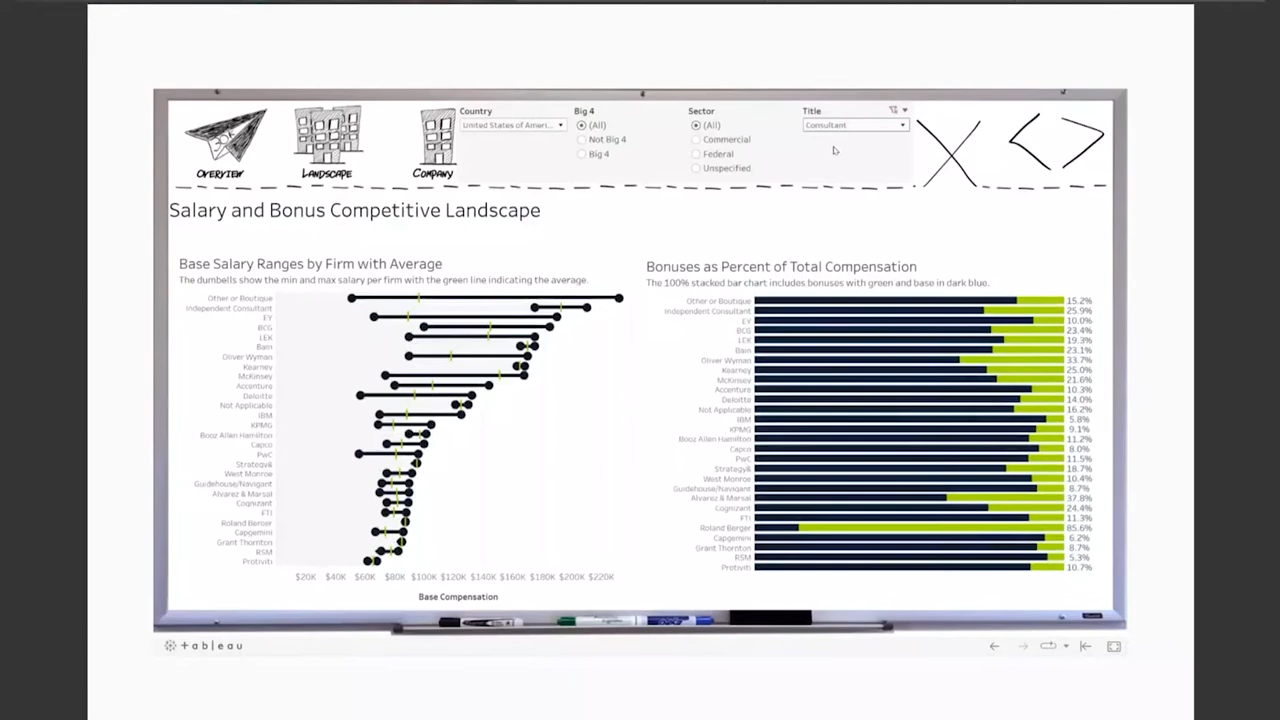 Country
Big 4
Sector
Title
United States of Ameri...
(All)
(All)
Consultant
Not Big 4
Commercial
Big 4
Federal
Unspecified
OVERVIEW
LANDSCAPE
COMPANY
Salary and Bonus Competitive Landscape
Base Salary Ranges by Firm with Average
The dumbells show the min and max salary per firm with the green line indicating the average.
Other or Boutique
Independent Consultant
EY
BCG
LEK
Bain
Oliver Wyman
Kearney
McKinsey
Accenture
Deloitte
Not Applicable
IBM
KPMG
Booz Allen Hamilton
Capco
PwC
Strategy&
West Monroe
Guidehouse/Navigant
Alvarez & Marsal
Cognizant
FTI
Roland Berger
Capgemini
Grant Thornton
RSM
Protiviti
$20K $40K $60K $80K $100K $120K $140K $160K $180K $200K $220K
Base Compensation
Bonuses as Percent of Total Compensation
The 100% stacked bar chart includes bonuses with green and base in dark blue.
Other or Boutique 15.2%
Independent Consultant 25.9%
EY 10.0%
BCG 23.4%
LEK 19.3%
Bain 23.1%
Oliver Wyman 33.7%
Kearney 25.0%
McKinsey 21.6%
Accenture 10.3%
Deloitte 14.0%
Not Applicable 16.2%
IBM 5.8%
KPMG 9.1%
Booz Allen Hamilton 11.2%
Capco 8.0%
PwC 11.5%
Strategy& 18.7%
West Monroe 10.4%
Guidehouse/Navigant 8.7%
Alvarez & Marsal 37.8%
Cognizant 24.4%
FTI 11.3%
Roland Berger 85.6%
Capgemini 6.2%
Grant Thornton 8.7%
RSM 5.3%
Protiviti 10.7%
+ableau